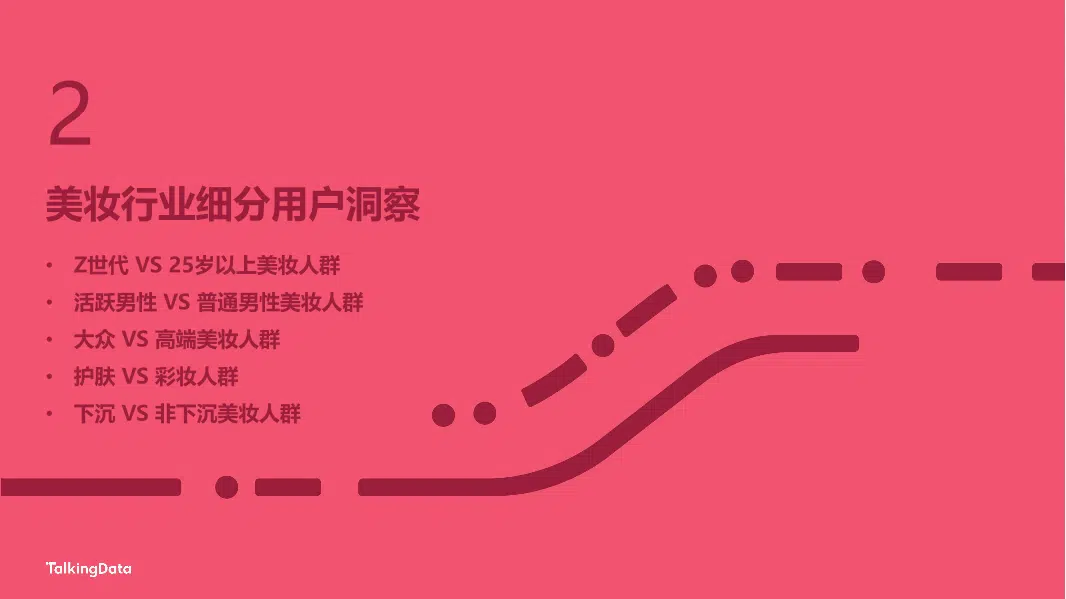 2
美妆行业细分用户洞察
• Z世代 VS 25岁以上美妆人群
• 活跃男性 VS 普通男性美妆人群
• 大众 VS 高端美妆人群
• 护肤 VS 彩妆人群
• 下沉 VS 非下沉美妆人群
TalkingData